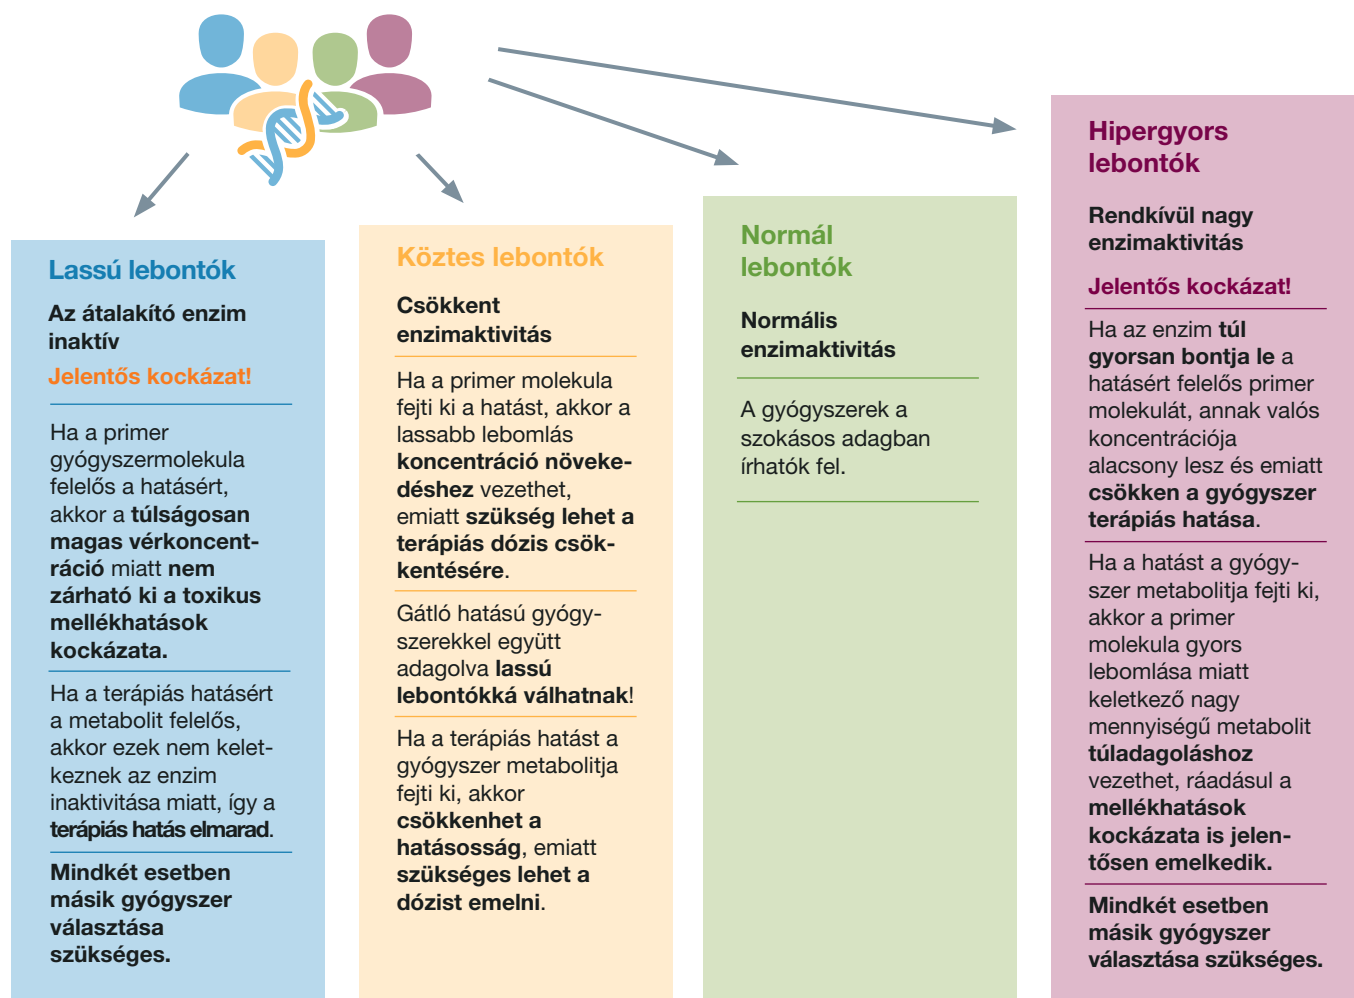 Lassú lebontók
Az átalakító enzim
inaktív
Jelentős kockázat!
Ha a primer
gyógyszermolekula
felelős a hatásért,
akkor a túlságosan
magas vérkoncent-
ráció miatt nem
zárható ki a toxikus
mellékhatások
kockázata.
Ha a terápiás hatásért
a metabolit felelős,
akkor ezek nem kelet-
keznek az enzim
inaktivitása miatt, így a
terápiás hatás elmarad.
Mindkét esetben
másik gyógyszer
választása
szükséges.
Köztes lebontók
Csökkent
enzimaktivitás
Ha a primer molekula
fejti ki a hatást, akkor a
lassabb lebomlás
koncentráció növeke-
déshez vezethet,
emiatt szükség lehet a
terápiás dózis csök-
kentésére.
Gátló hatású gyógy-
szerekkel együtt
adagolva lassú
lebontókká válhatnak!
Ha a terápiás hatást a
gyógyszer metabolitja
fejti ki, akkor
csökkenhet a
hatásosság, emiatt
szükséges lehet a
dózist emelni.
Normál
lebontók
Normális
enzimaktivitás
A gyógyszerek a
szokásos adagban
írhatók fel.
Hipergyors
lebontók
Rendkívül nagy
enzimaktivitás
Jelentős kockázat!
Ha az enzim túl
gyorsan bontja le a
hatásért felelős primer
molekulát, annak valós
koncentrációja
alacsony lesz és emiatt
csökken a gyógyszer
terápiás hatása.
Ha a hatást a gyógy-
szer metabolitja fejti ki,
akkor a primer
molekula gyors
lebomlása miatt
keletkező nagy
mennyiségű metabolit
túladagoláshoz
vezethet, ráadásul a
mellékhatások
kockázata is jelen-
tősen emelkedik.
Mindkét esetben
másik gyógyszer
választása szükséges.